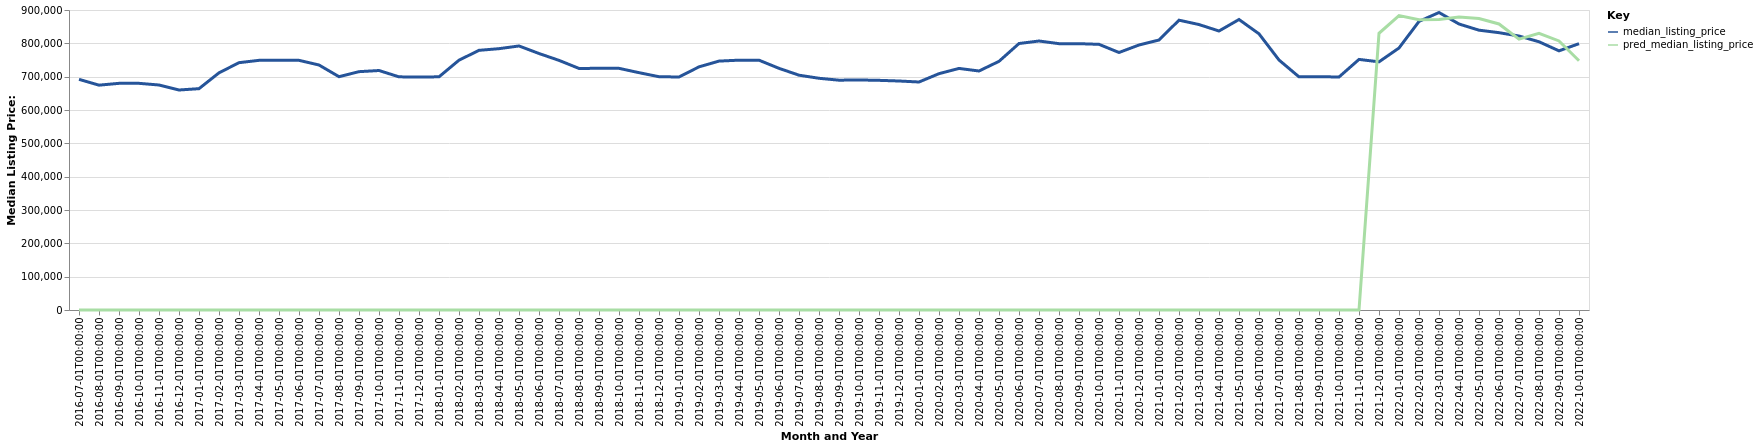 900,000
800,000
700,000
600,000
500,000
400,000
300,000
200,000
100,000
0
Median Listing Price:
2016-07-01T00:00:00
2016-08-01T00:00:00
2016-09-01T00:00:00
2016-10-01T00:00:00
2016-11-01T00:00:00
2016-12-01T00:00:00
2017-01-01T00:00:00
2017-02-01T00:00:00
2017-03-01T00:00:00
2017-04-01T00:00:00
2017-05-01T00:00:00
2017-06-01T00:00:00
2017-07-01T00:00:00
2017-08-01T00:00:00
2017-09-01T00:00:00
2017-10-01T00:00:00
2017-11-01T00:00:00
2017-12-01T00:00:00
2018-01-01T00:00:00
2018-02-01T00:00:00
2018-03-01T00:00:00
2018-04-01T00:00:00
2018-05-01T00:00:00
2018-06-01T00:00:00
2018-07-01T00:00:00
2018-08-01T00:00:00
2018-09-01T00:00:00
2018-10-01T00:00:00
2018-11-01T00:00:00
2018-12-01T00:00:00
2019-01-01T00:00:00
2019-02-01T00:00:00
2019-03-01T00:00:00
2019-04-01T00:00:00
2019-05-01T00:00:00
2019-06-01T00:00:00
2019-07-01T00:00:00
2019-08-01T00:00:00
2019-09-01T00:00:00
2019-10-01T00:00:00
2019-11-01T00:00:00
2019-12-01T00:00:00
2020-01-01T00:00:00
2020-02-01T00:00:00
2020-03-01T00:00:00
2020-04-01T00:00:00
2020-05-01T00:00:00
2020-06-01T00:00:00
2020-07-01T00:00:00
2020-08-01T00:00:00
2020-09-01T00:00:00
2020-10-01T00:00:00
2020-11-01T00:00:00
2020-12-01T00:00:00
2021-01-01T00:00:00
2021-02-01T00:00:00
2021-03-01T00:00:00
2021-04-01T00:00:00
2021-05-01T00:00:00
2021-06-01T00:00:00
2021-07-01T00:00:00
2021-08-01T00:00:00
2021-09-01T00:00:00
2021-10-01T00:00:00
2021-11-01T00:00:00
2021-12-01T00:00:00
2022-01-01T00:00:00
2022-02-01T00:00:00
2022-03-01T00:00:00
2022-04-01T00:00:00
2022-05-01T00:00:00
2022-06-01T00:00:00
2022-07-01T00:00:00
2022-08-01T00:00:00
2022-09-01T00:00:00
2022-10-01T00:00:00
Month and Year
Key
median_listing_price
pred_median_listing_price